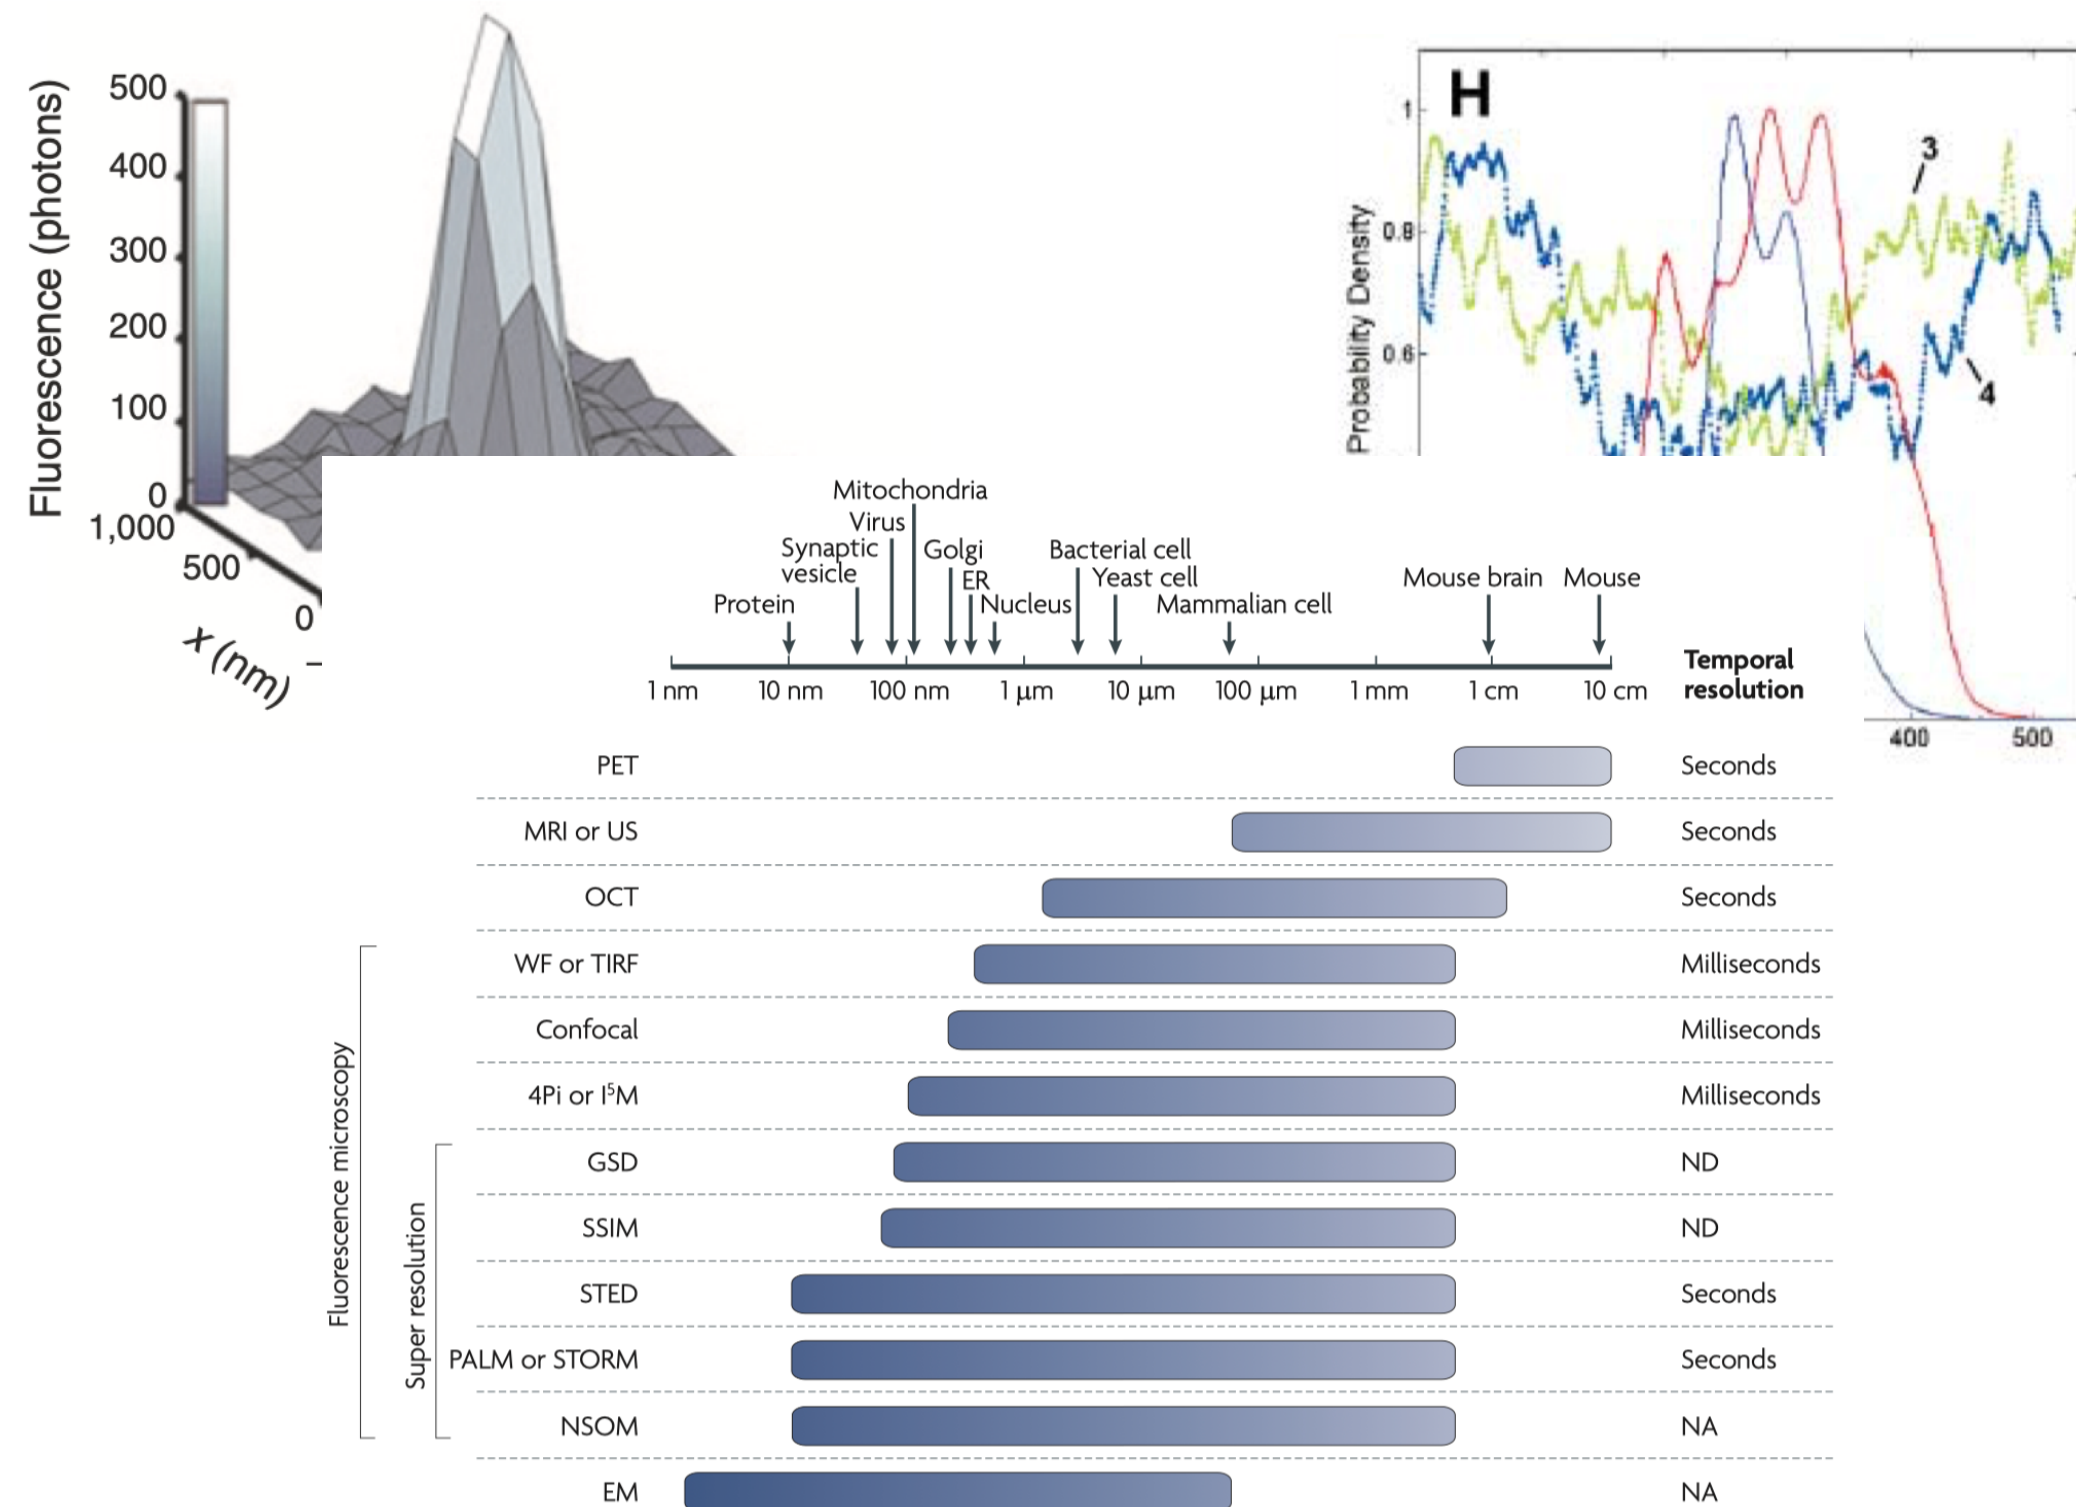 Fluorescence (photons)
500
400
300
200
100
0
1,000
500
0
x (nm)
H
Probability Density
1
0.8
0.6
3
4
400
500
Mitochondria
Virus
Synaptic
vesicle
Golgi
ER
Bacterial cell
Yeast cell
Mouse brain
Mouse
Protein
Nucleus
Mammalian cell
1 nm
10 nm
100 nm
1 µm
10 µm
100 µm
1 mm
1 cm
10 cm
Temporal
resolution
PET Seconds
MRI or US Seconds
OCT Seconds
WF or TIRF Milliseconds
Confocal Milliseconds
4Pi or I⁵M Milliseconds
GSD ND
SSIM ND
STED Seconds
PALM or STORM Seconds
NSOM NA
EM NA
Fluorescence microscopy
Super resolution